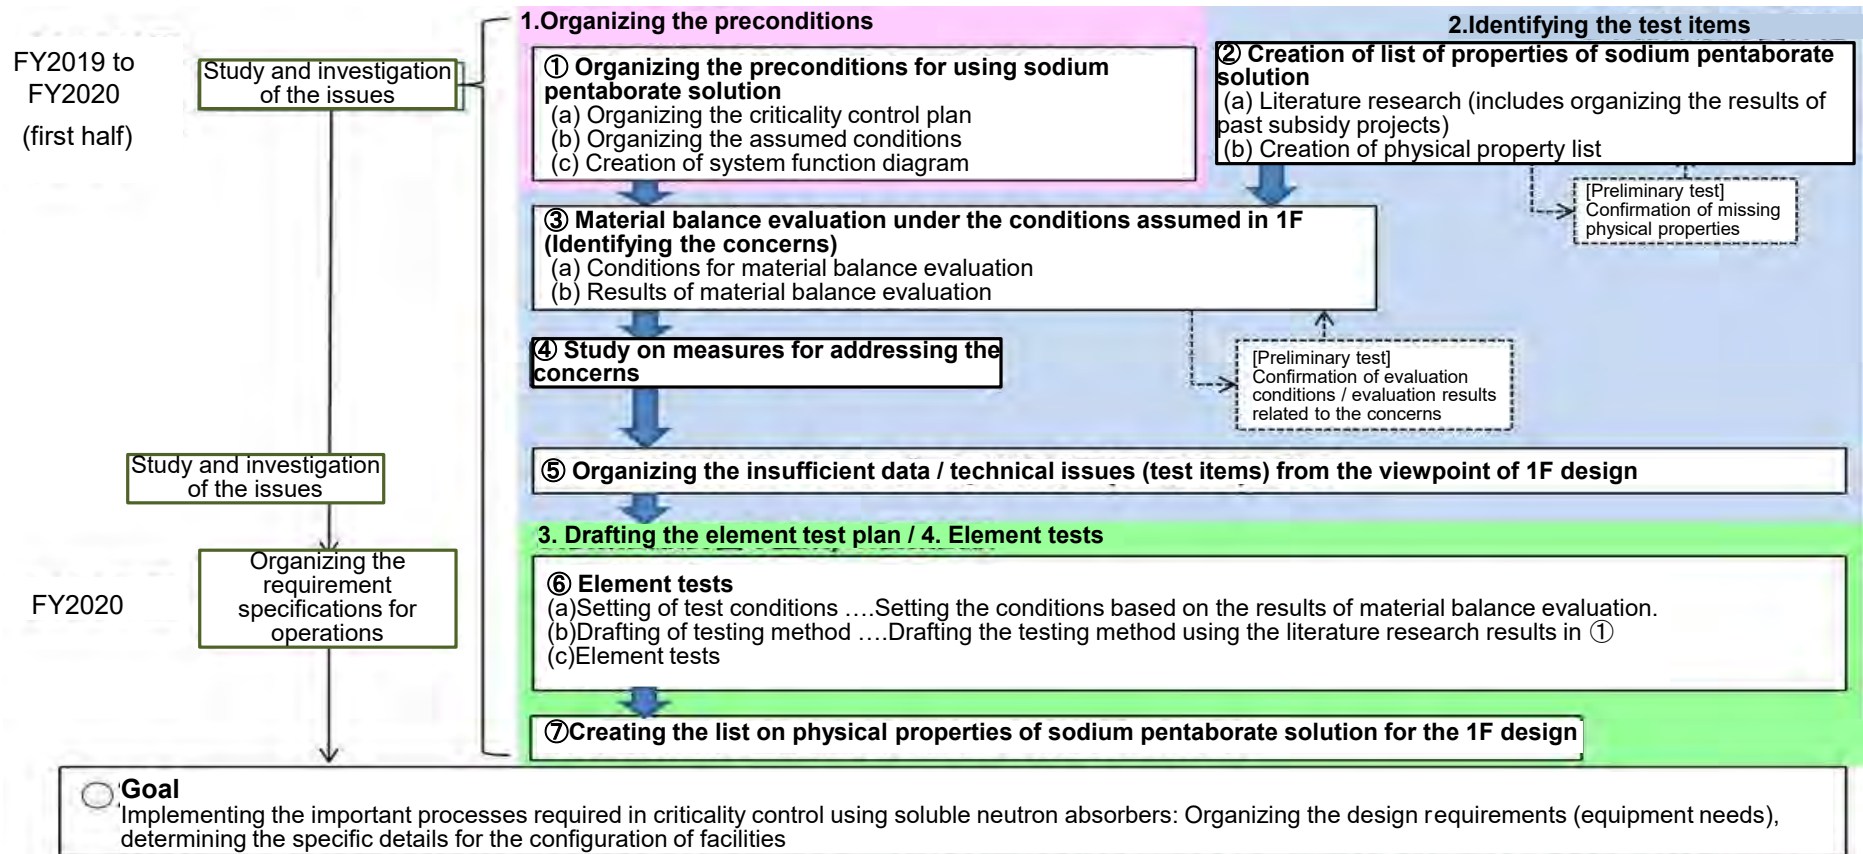 FY2019 to
FY2020
(first half)
Study and investigation
of the issues
Study and investigation
of the issues
FY2020
Organizing the
requirement
specifications for
operations
1.Organizing the preconditions
① Organizing the preconditions for using sodium
pentaborate solution
(a) Organizing the criticality control plan
(b) Organizing the assumed conditions
(c) Creation of system function diagram
2.Identifying the test items
② Creation of list of properties of sodium pentaborate
solution
(a) Literature research (includes organizing the results of
past subsidy projects)
(b) Creation of physical property list
[Preliminary test]
Confirmation of missing
physical properties
③ Material balance evaluation under the conditions assumed in 1F
(Identifying the concerns)
(a) Conditions for material balance evaluation
(b) Results of material balance evaluation
[Preliminary test]
Confirmation of evaluation
conditions / evaluation results
related to the concerns
④ Study on measures for addressing the
concerns
⑤ Organizing the insufficient data / technical issues (test items) from the viewpoint of 1F design
3. Drafting the element test plan / 4. Element tests
⑥ Element tests
(a)Setting of test conditions ….Setting the conditions based on the results of material balance evaluation.
(b)Drafting of testing method ….Drafting the testing method using the literature research results in ①
(c)Element tests
⑦Creating the list on physical properties of sodium pentaborate solution for the 1F design
Goal
Implementing the important processes required in criticality control using soluble neutron absorbers: Organizing the design requirements (equipment needs),
determining the specific details for the configuration of facilities